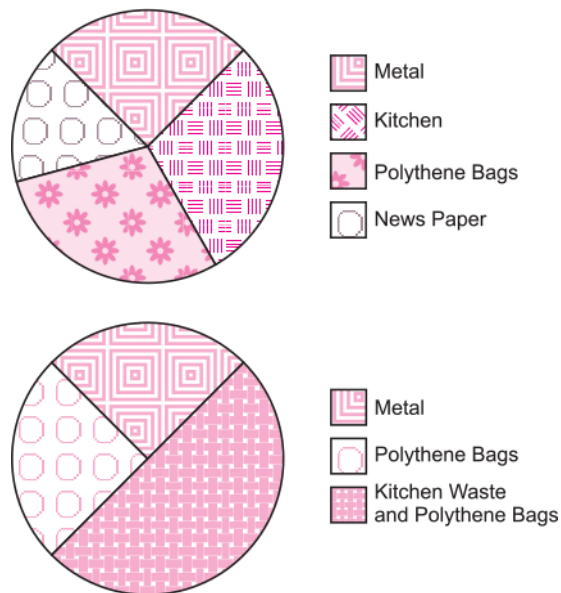 Metal
Kitchen
Polythene Bags
News Paper
Metal
Polythene Bags
Kitchen Waste
and Polythene Bags